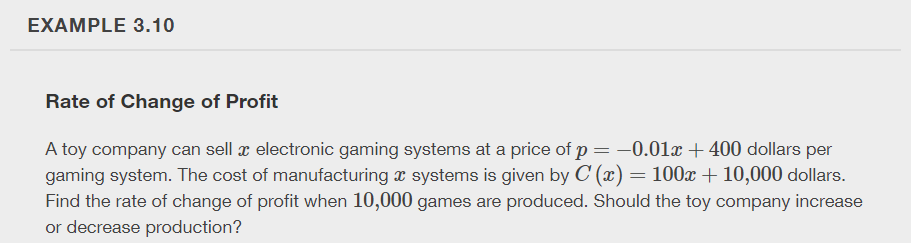 EXAMPLE 3.10
Rate of Change of Profit
A toy company can sell x electronic gaming systems at a price of p = −0.01x + 400 dollars per
gaming system. The cost of manufacturing x systems is given by C (x) = 100x + 10,000 dollars.
Find the rate of change of profit when 10,000 games are produced. Should the toy company increase
or decrease production?